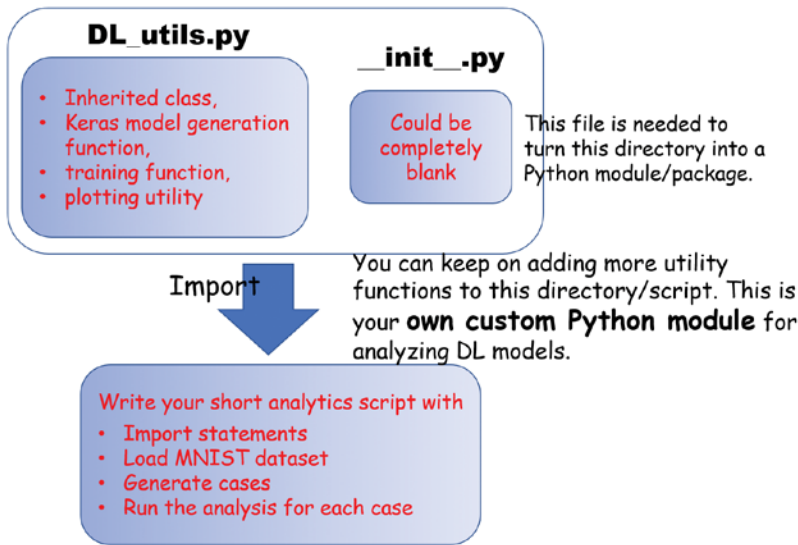 DL_utils.py
• Inherited class,
• Keras model generation
function,
• training function,
• plotting utility
__init__.py
Could be
completely
blank
This file is needed to
turn this directory into a
Python module/package.
Import
You can keep on adding more utility
functions to this directory/script. This is
your own custom Python module for
analyzing DL models.
Write your short analytics script with
• Import statements
• Load MNIST dataset
• Generate cases
• Run the analysis for each case